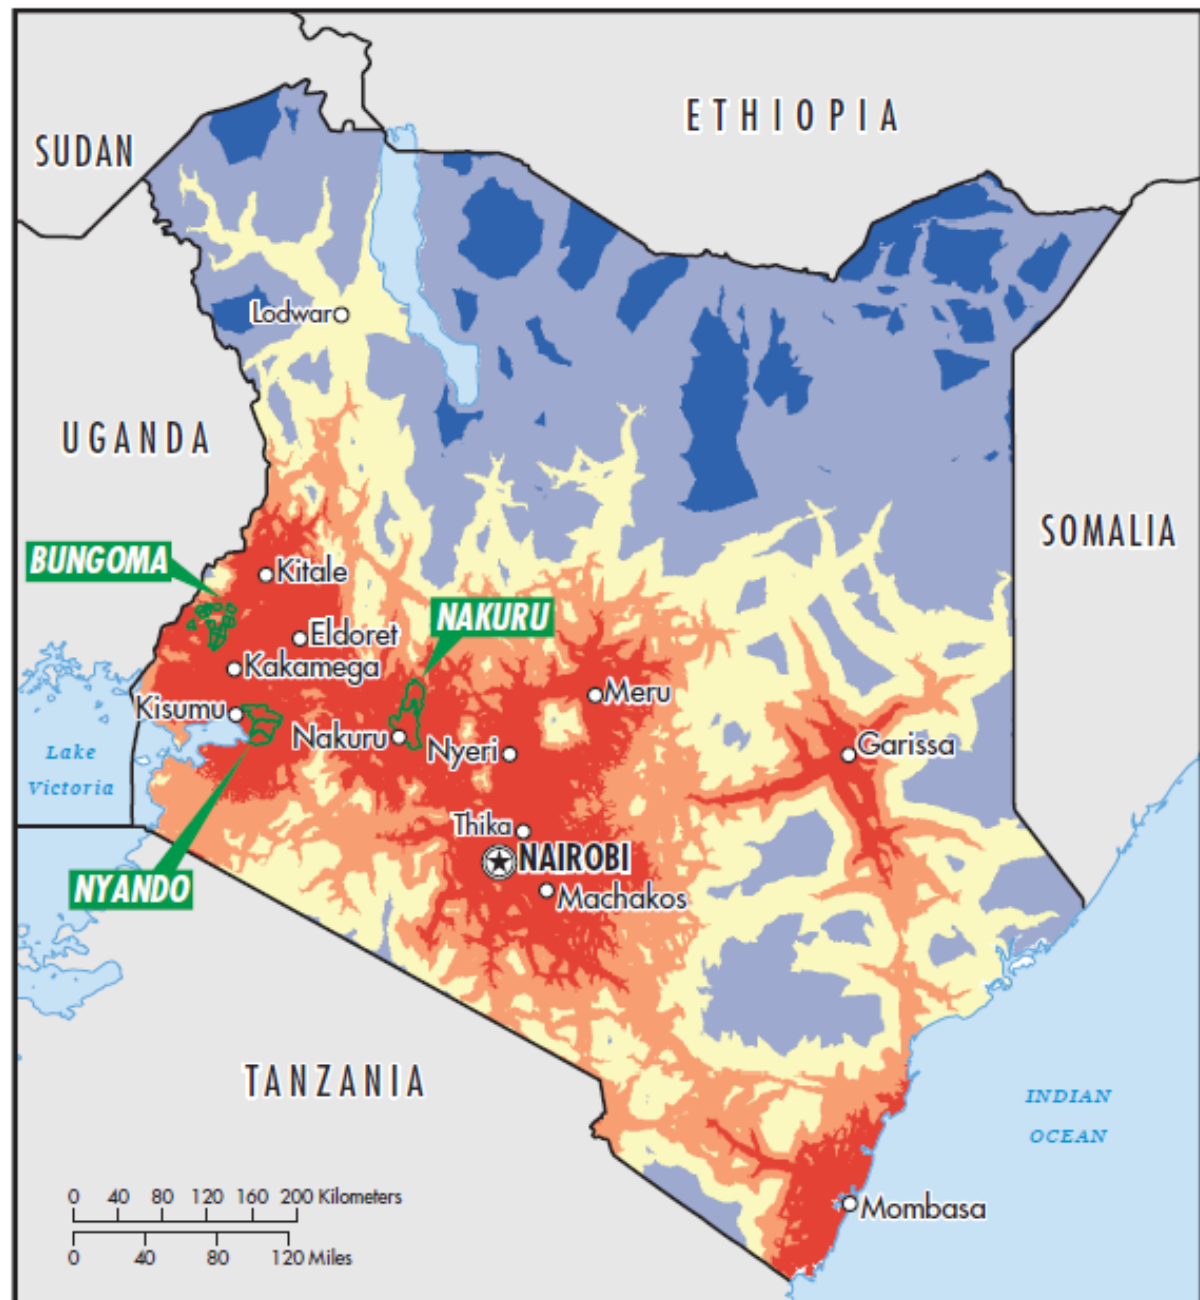 ETHIOPIA
SUDAN
Lodwar
UGANDA
SOMALIA
BUNGOMA
Kitale
NAKURU
Eldoret
Kakamega
Meru
Kisumu
Nakuru
Nyeri
Garissa
Lake
Victoria
Thika
NAIROBI
NYANDO
Machakos
TANZANIA
INDIAN
OCEAN
0 40 80 120 160 200 Kilometers
Mombasa
0 40 80 120 Miles